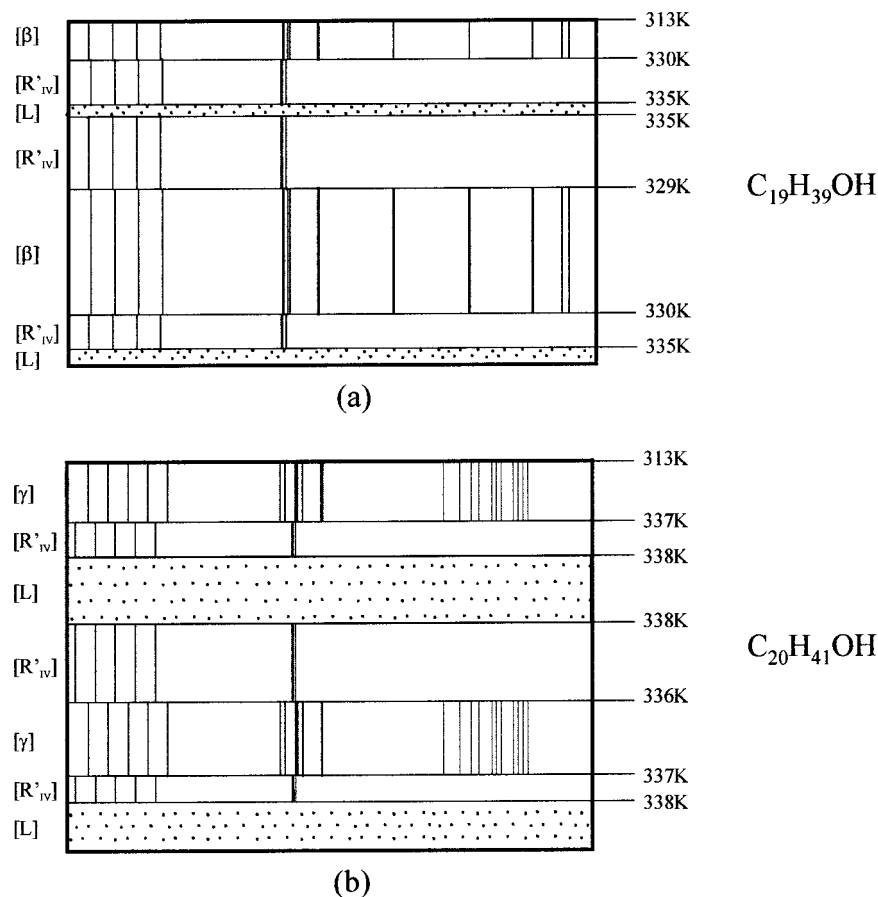 313K
[β]
330K
[R'IV]
335K
[L]
335K
[R'IV]
329K
C19H39OH
[β]
330K
[R'IV]
335K
[L]
(a)
313K
[γ]
337K
[R'IV]
338K
[L]
338K
C20H41OH
[R'IV]
336K
[γ]
337K
[R'IV]
338K
[L]
(b)